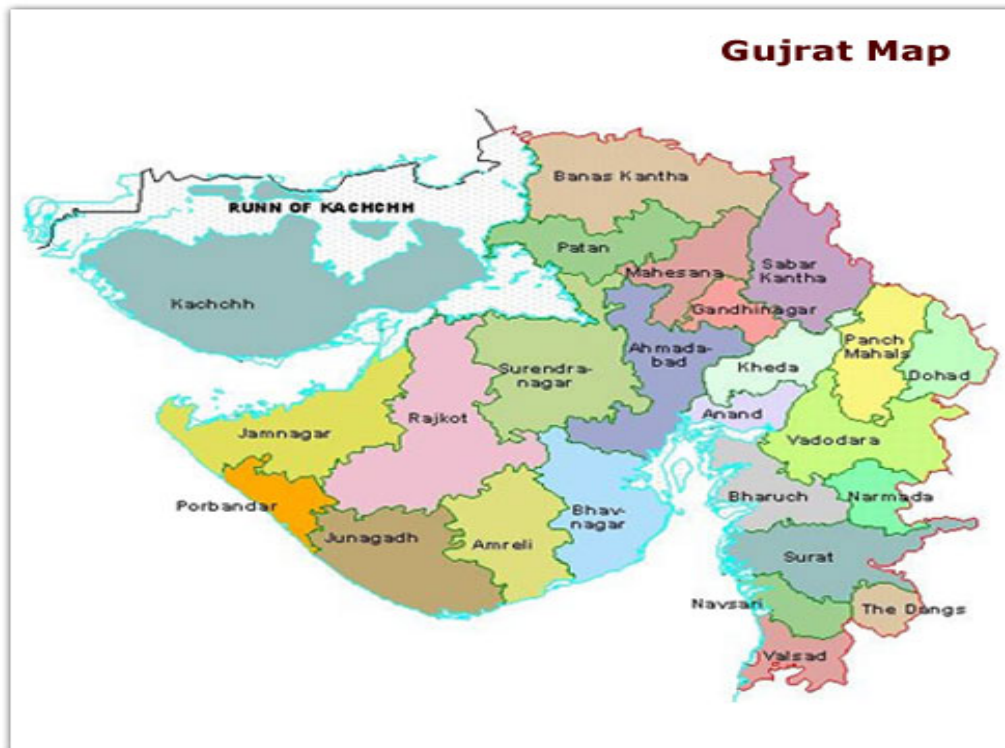 Gujrat Map
Banas Kantha
RUNN OF KACHCHH
Patan
Mahesana
Sabar
Kantha
Kachchh
Gandhinagar
Ahmada-
bad
Panch
Mahals
Surendra-
nagar
Kheda
Dohad
Rajkot
Anand
Jamnagar
Vadodara
Porbandar
Bharuch
Narmada
Bhav-
nagar
Junagadh
Amreli
Surat
Navsari
The Dangs
Valsad